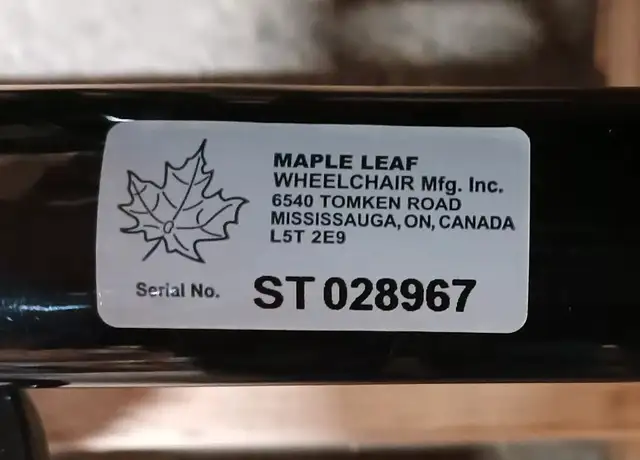 MAPLE LEAF
WHEELCHAIR Mfg. Inc.
6540 TOMKEN ROAD
MISSISSAUGA, ON, CANADA
L5T 2E9
Serial No. ST 028967